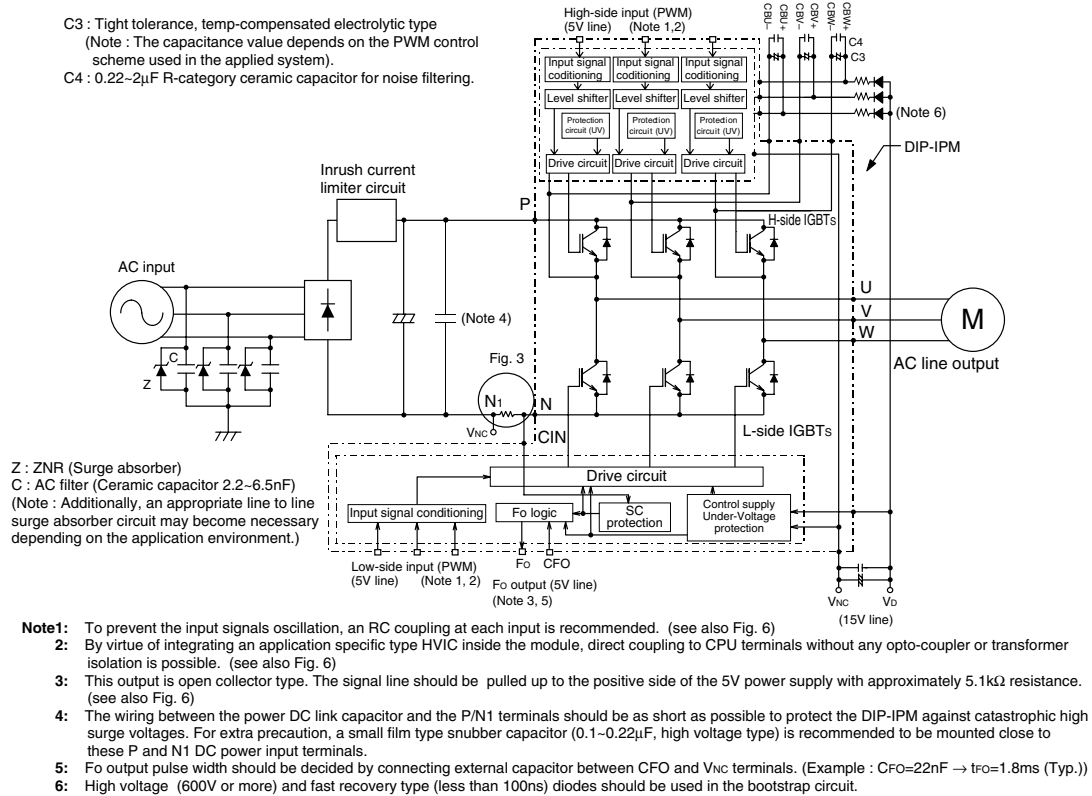 C3 : Tight tolerance, temp-compensated electrolytic type
(Note : The capacitance value depends on the PWM control
scheme used in the applied system).
C4 : 0.22~2μF R-category ceramic capacitor for noise filtering.
High-side input (PWM)
(5V line) (Note 1,2)
CBU–
CBU+
CBV–
CBV+
CBW–
CBW+
C4
C3
Input signal coditioning
Input signal coditioning
Input signal coditioning
Level shifter
Level shifter
Level shifter
Protection circuit (UV)
Protection circuit (UV)
Protection circuit (UV)
Drive circuit
Drive circuit
Drive circuit
(Note 6)
DIP-IPM
Inrush current
limiter circuit
P
H-side IGBTs
AC input
U
V
W
M
AC line output
(Note 4)
C
Z
Fig. 3
N1
N
VNC
CIN
L-side IGBTs
Z : ZNR (Surge absorber)
C : AC filter (Ceramic capacitor 2.2~6.5nF)
(Note : Additionally, an appropriate line to line
surge absorber circuit may become necessary
depending on the application environment.)
Drive circuit
Input signal conditioning
Fo logic
SC
protection
Control supply
Under-Voltage
protection
Low-side input (PWM)
(5V line) (Note 1, 2)
FO CFO
FO output (5V line)
(Note 3, 5)
VNC VD
(15V line)
Note1: To prevent the input signals oscillation, an RC coupling at each input is recommended. (see also Fig. 6)
2: By virtue of integrating an application specific type HVIC inside the module, direct coupling to CPU terminals without any opto-coupler or transformer
isolation is possible. (see also Fig. 6)
3: This output is open collector type. The signal line should be pulled up to the positive side of the 5V power supply with approximately 5.1kΩ resistance.
(see also Fig. 6)
4: The wiring between the power DC link capacitor and the P/N1 terminals should be as short as possible to protect the DIP-IPM against catastrophic high
surge voltages. For extra precaution, a small film type snubber capacitor (0.1~0.22μF, high voltage type) is recommended to be mounted close to
these P and N1 DC power input terminals.
5: Fo output pulse width should be decided by connecting external capacitor between CFO and VNC terminals. (Example : CFO=22nF → tFO=1.8ms (Typ.))
6: High voltage (600V or more) and fast recovery type (less than 100ns) diodes should be used in the bootstrap circuit.